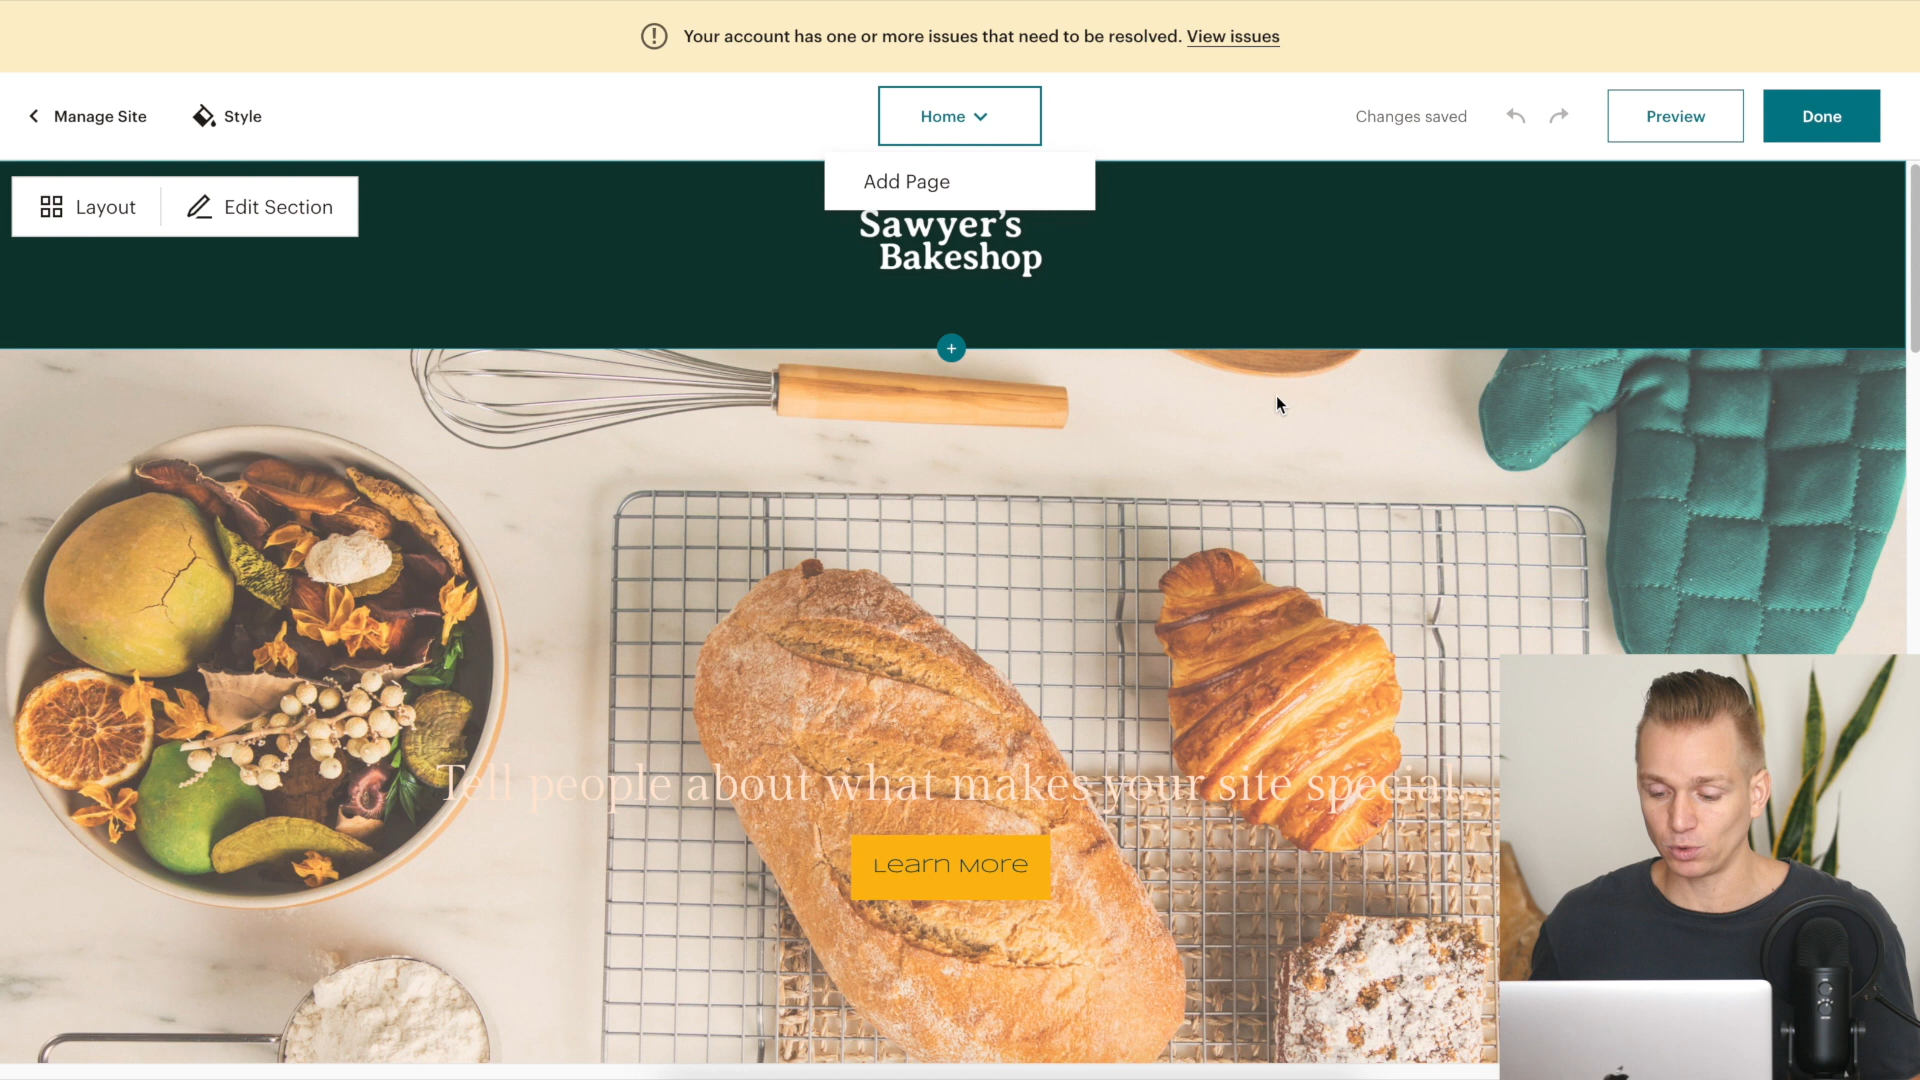 Your account has one or more issues that need to be resolved. View issues
Manage Site
Style
Home
Changes saved
Preview
Done
Add Page
Layout
Edit Section
Sawyer's
Bakeshop
Tell people about what makes your site special.
Learn More